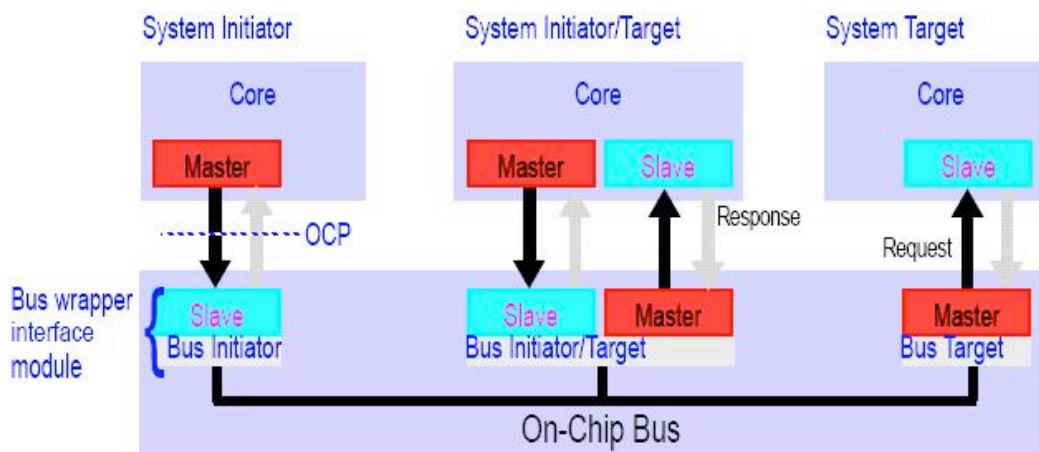 System Initiator
System Initiator/Target
System Target
Core
Core
Core
Master
Master
Slave
Slave
Response
OCP
Request
Bus wrapper
interface
module
Slave
Slave
Master
Master
Bus Initiator
Bus Initiator/Target
Bus Target
On-Chip Bus